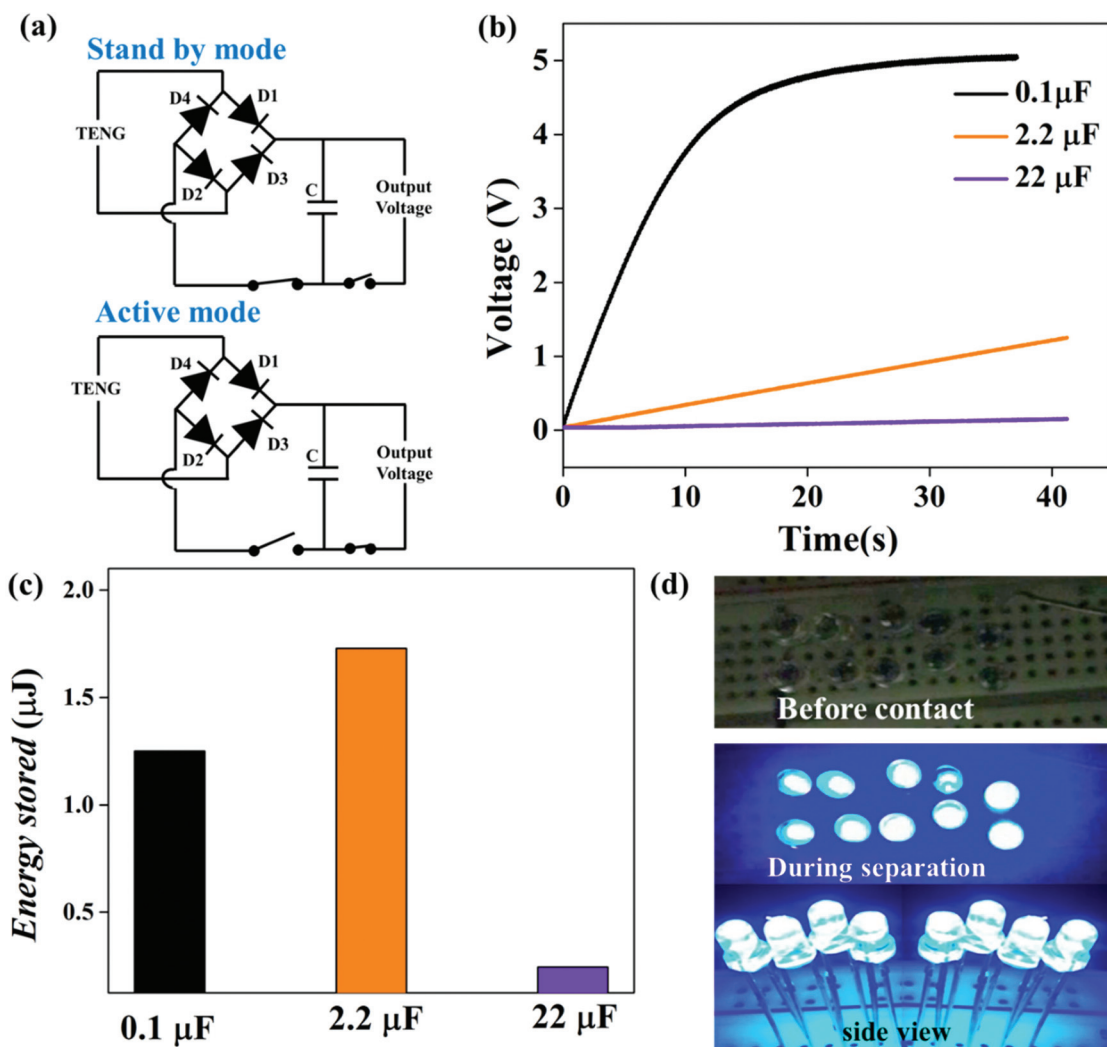 (a)
Stand by mode
D4
D1
TENG
D2
D3
C
Output
Voltage
Active mode
D4
D1
TENG
D2
D3
C
Output
Voltage
(b)
5
4
3
2
1
0
Voltage (V)
0.1μF
2.2 μF
22 μF
0 10 20 30 40
Time(s)
(c)
2.0
1.5
1.0
0.5
Energy stored (μJ)
0.1 μF 2.2 μF 22 μF
(d)
Before contact
During separation
side view